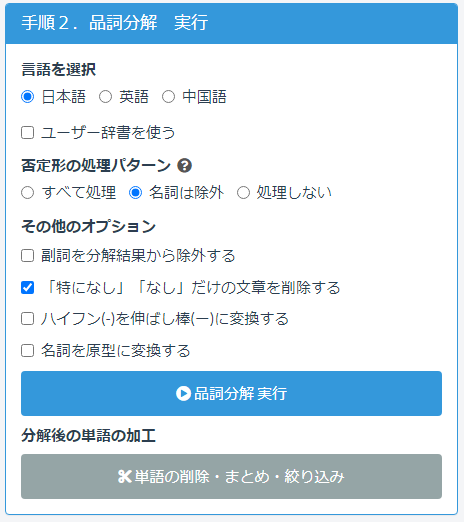 手順２．品詞分解　実行
言語を選択
日本語 英語 中国語
ユーザー辞書を使う
否定形の処理パターン ?
すべて処理 名詞は除外 処理しない
その他のオプション
副詞を分解結果から除外する
「特になし」「なし」だけの文章を削除する
ハイフン(-)を伸ばし棒(ー)に変換する
名詞を原型に変換する
品詞分解 実行
分解後の単語の加工
単語の削除・まとめ・絞り込み